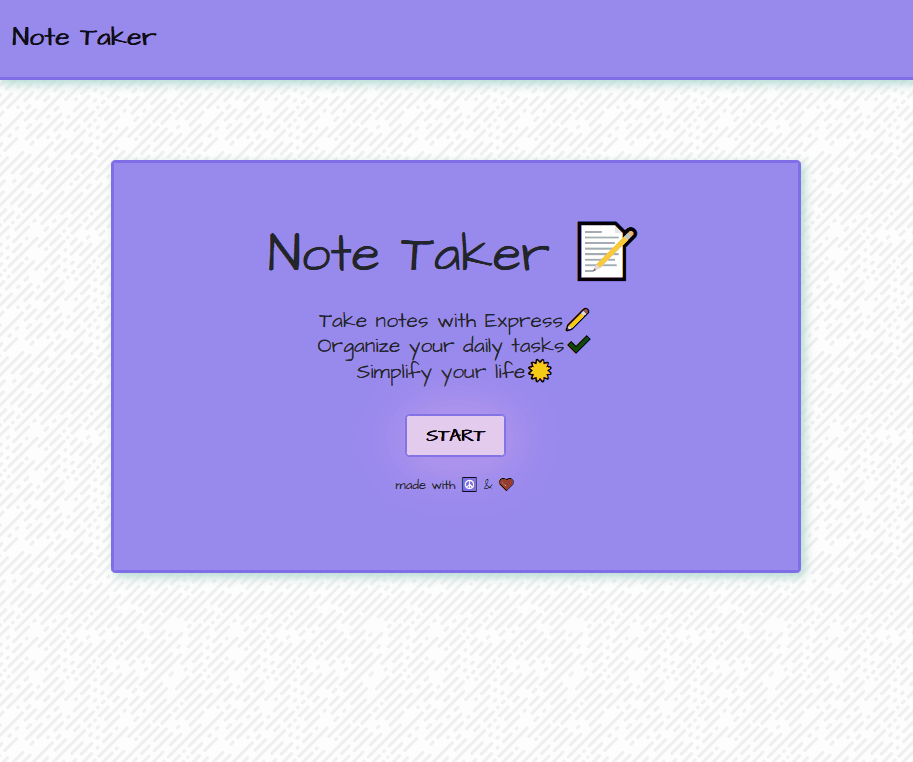 Note Taker
Note Taker
Take notes with Express
Organize your daily tasks
Simplify your life
START
made with &